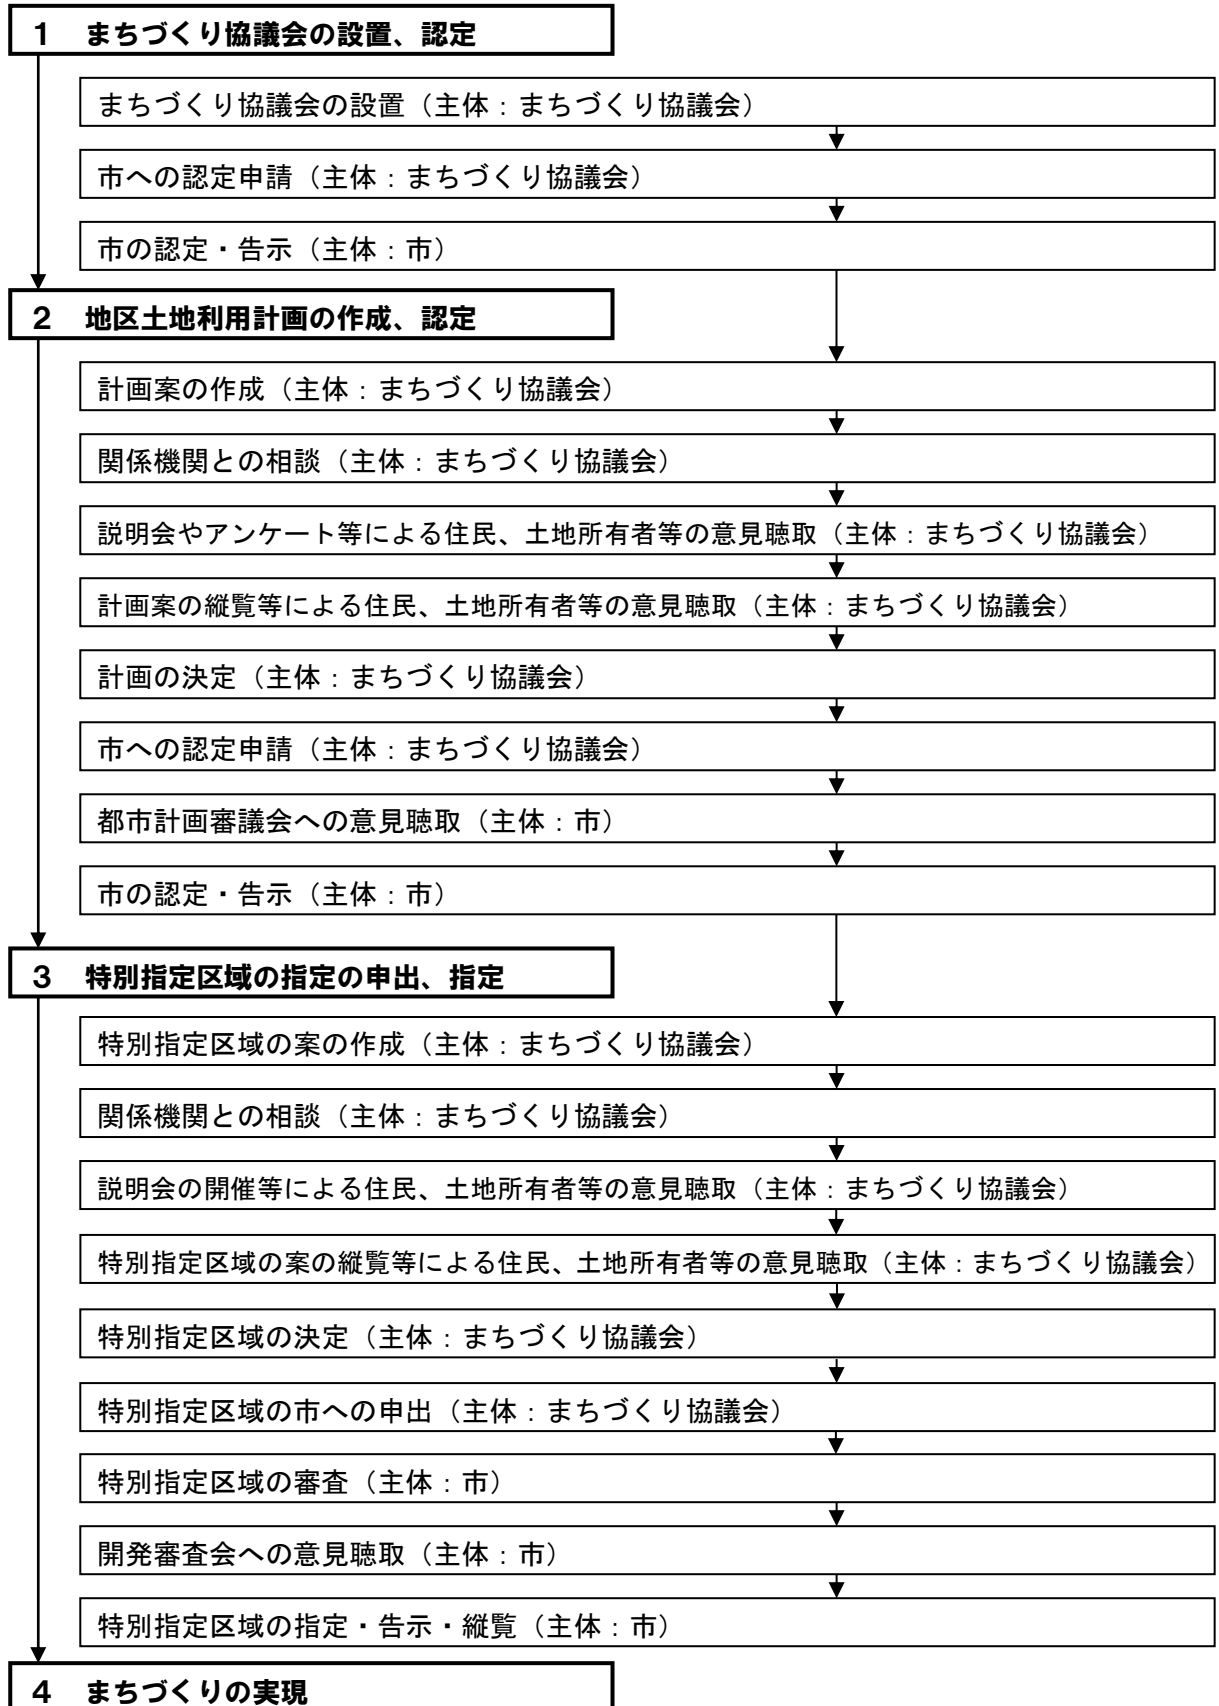 １　まちづくり協議会の設置、認定
まちづくり協議会の設置（主体：まちづくり協議会）
市への認定申請（主体：まちづくり協議会）
市の認定・告示（主体：市）
２　地区土地利用計画の作成、認定
計画案の作成（主体：まちづくり協議会）
関係機関との相談（主体：まちづくり協議会）
説明会やアンケート等による住民、土地所有者等の意見聴取（主体：まちづくり協議会）
計画案の縦覧等による住民、土地所有者等の意見聴取（主体：まちづくり協議会）
計画の決定（主体：まちづくり協議会）
市への認定申請（主体：まちづくり協議会）
都市計画審議会への意見聴取（主体：市）
市の認定・告示（主体：市）
３　特別指定区域の指定の申出、指定
特別指定区域の案の作成（主体：まちづくり協議会）
関係機関との相談（主体：まちづくり協議会）
説明会の開催等による住民、土地所有者等の意見聴取（主体：まちづくり協議会）
特別指定区域の案の縦覧等による住民、土地所有者等の意見聴取（主体：まちづくり協議会）
特別指定区域の決定（主体：まちづくり協議会）
特別指定区域の市への申出（主体：まちづくり協議会）
特別指定区域の審査（主体：市）
開発審査会への意見聴取（主体：市）
特別指定区域の指定・告示・縦覧（主体：市）
４　まちづくりの実現